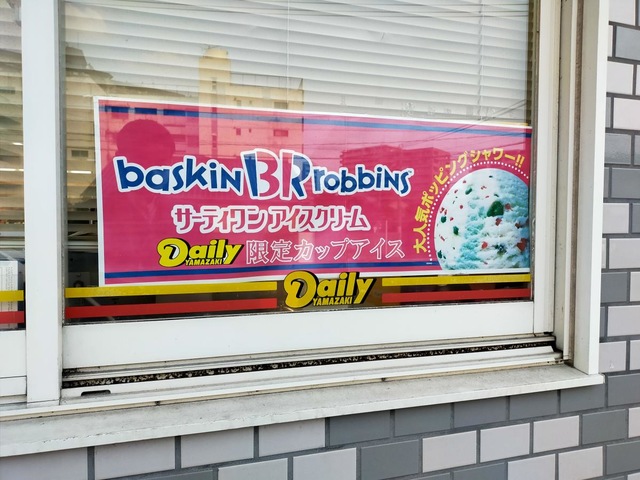 baskin BR robbins
サーティワン アイスクリーム
Daily YAMAZAKI 限定カップアイス
大人気ポッピングシャワー!!
Daily
YAMAZAKI